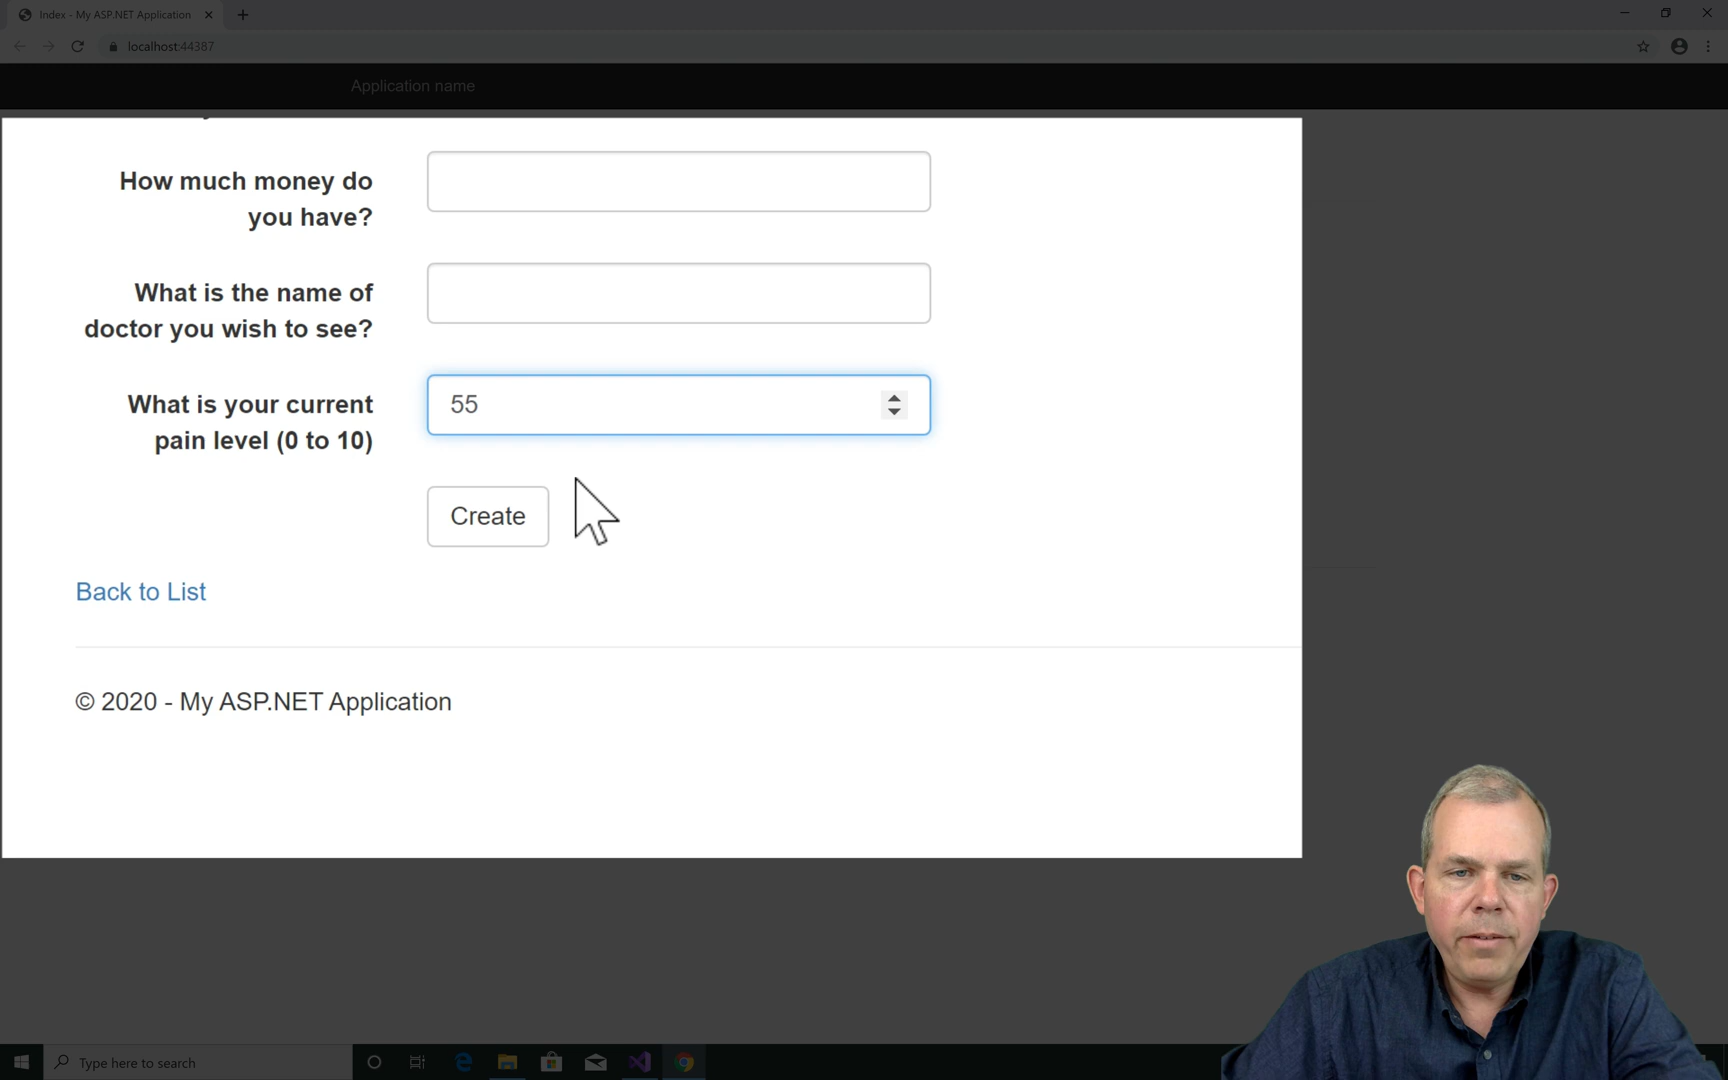 Index - My ASP.NET Application
localhost:44387
Application name
How much money do
you have?
What is the name of
doctor you wish to see?
What is your current
pain level (0 to 10)
55
Create
Back to List
© 2020 - My ASP.NET Application
Type here to search